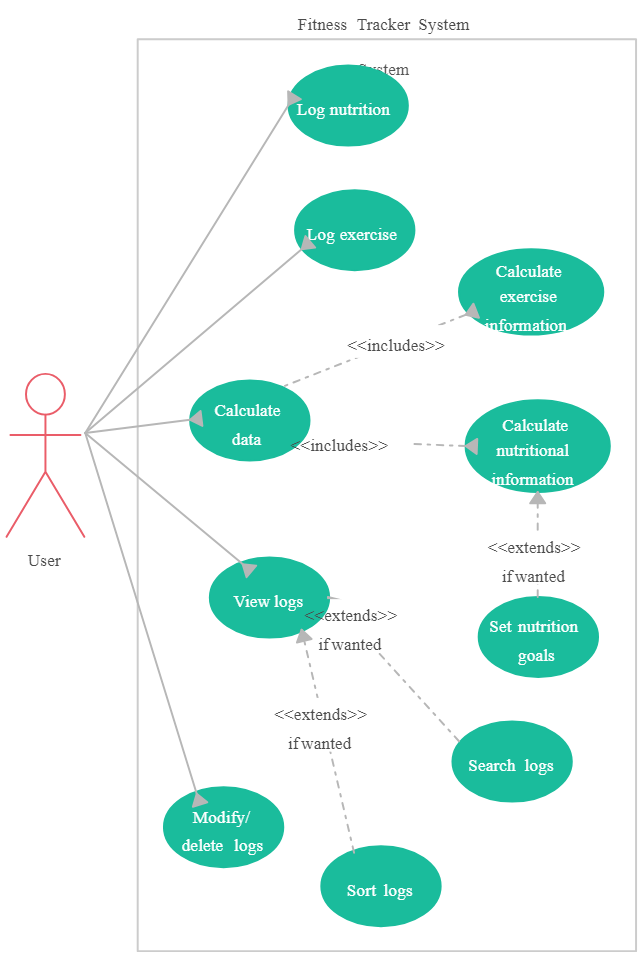 Fitness Tracker System
System
Log nutrition
Log exercise
Calculate
exercise
information
<<includes>>
Calculate
data
<<includes>>
Calculate
nutritional
information
<<extends>>
if wanted
User
View logs
<<extends>>
if wanted
Set nutrition
goals
<<extends>>
if wanted
Search logs
Modify/
delete logs
Sort logs